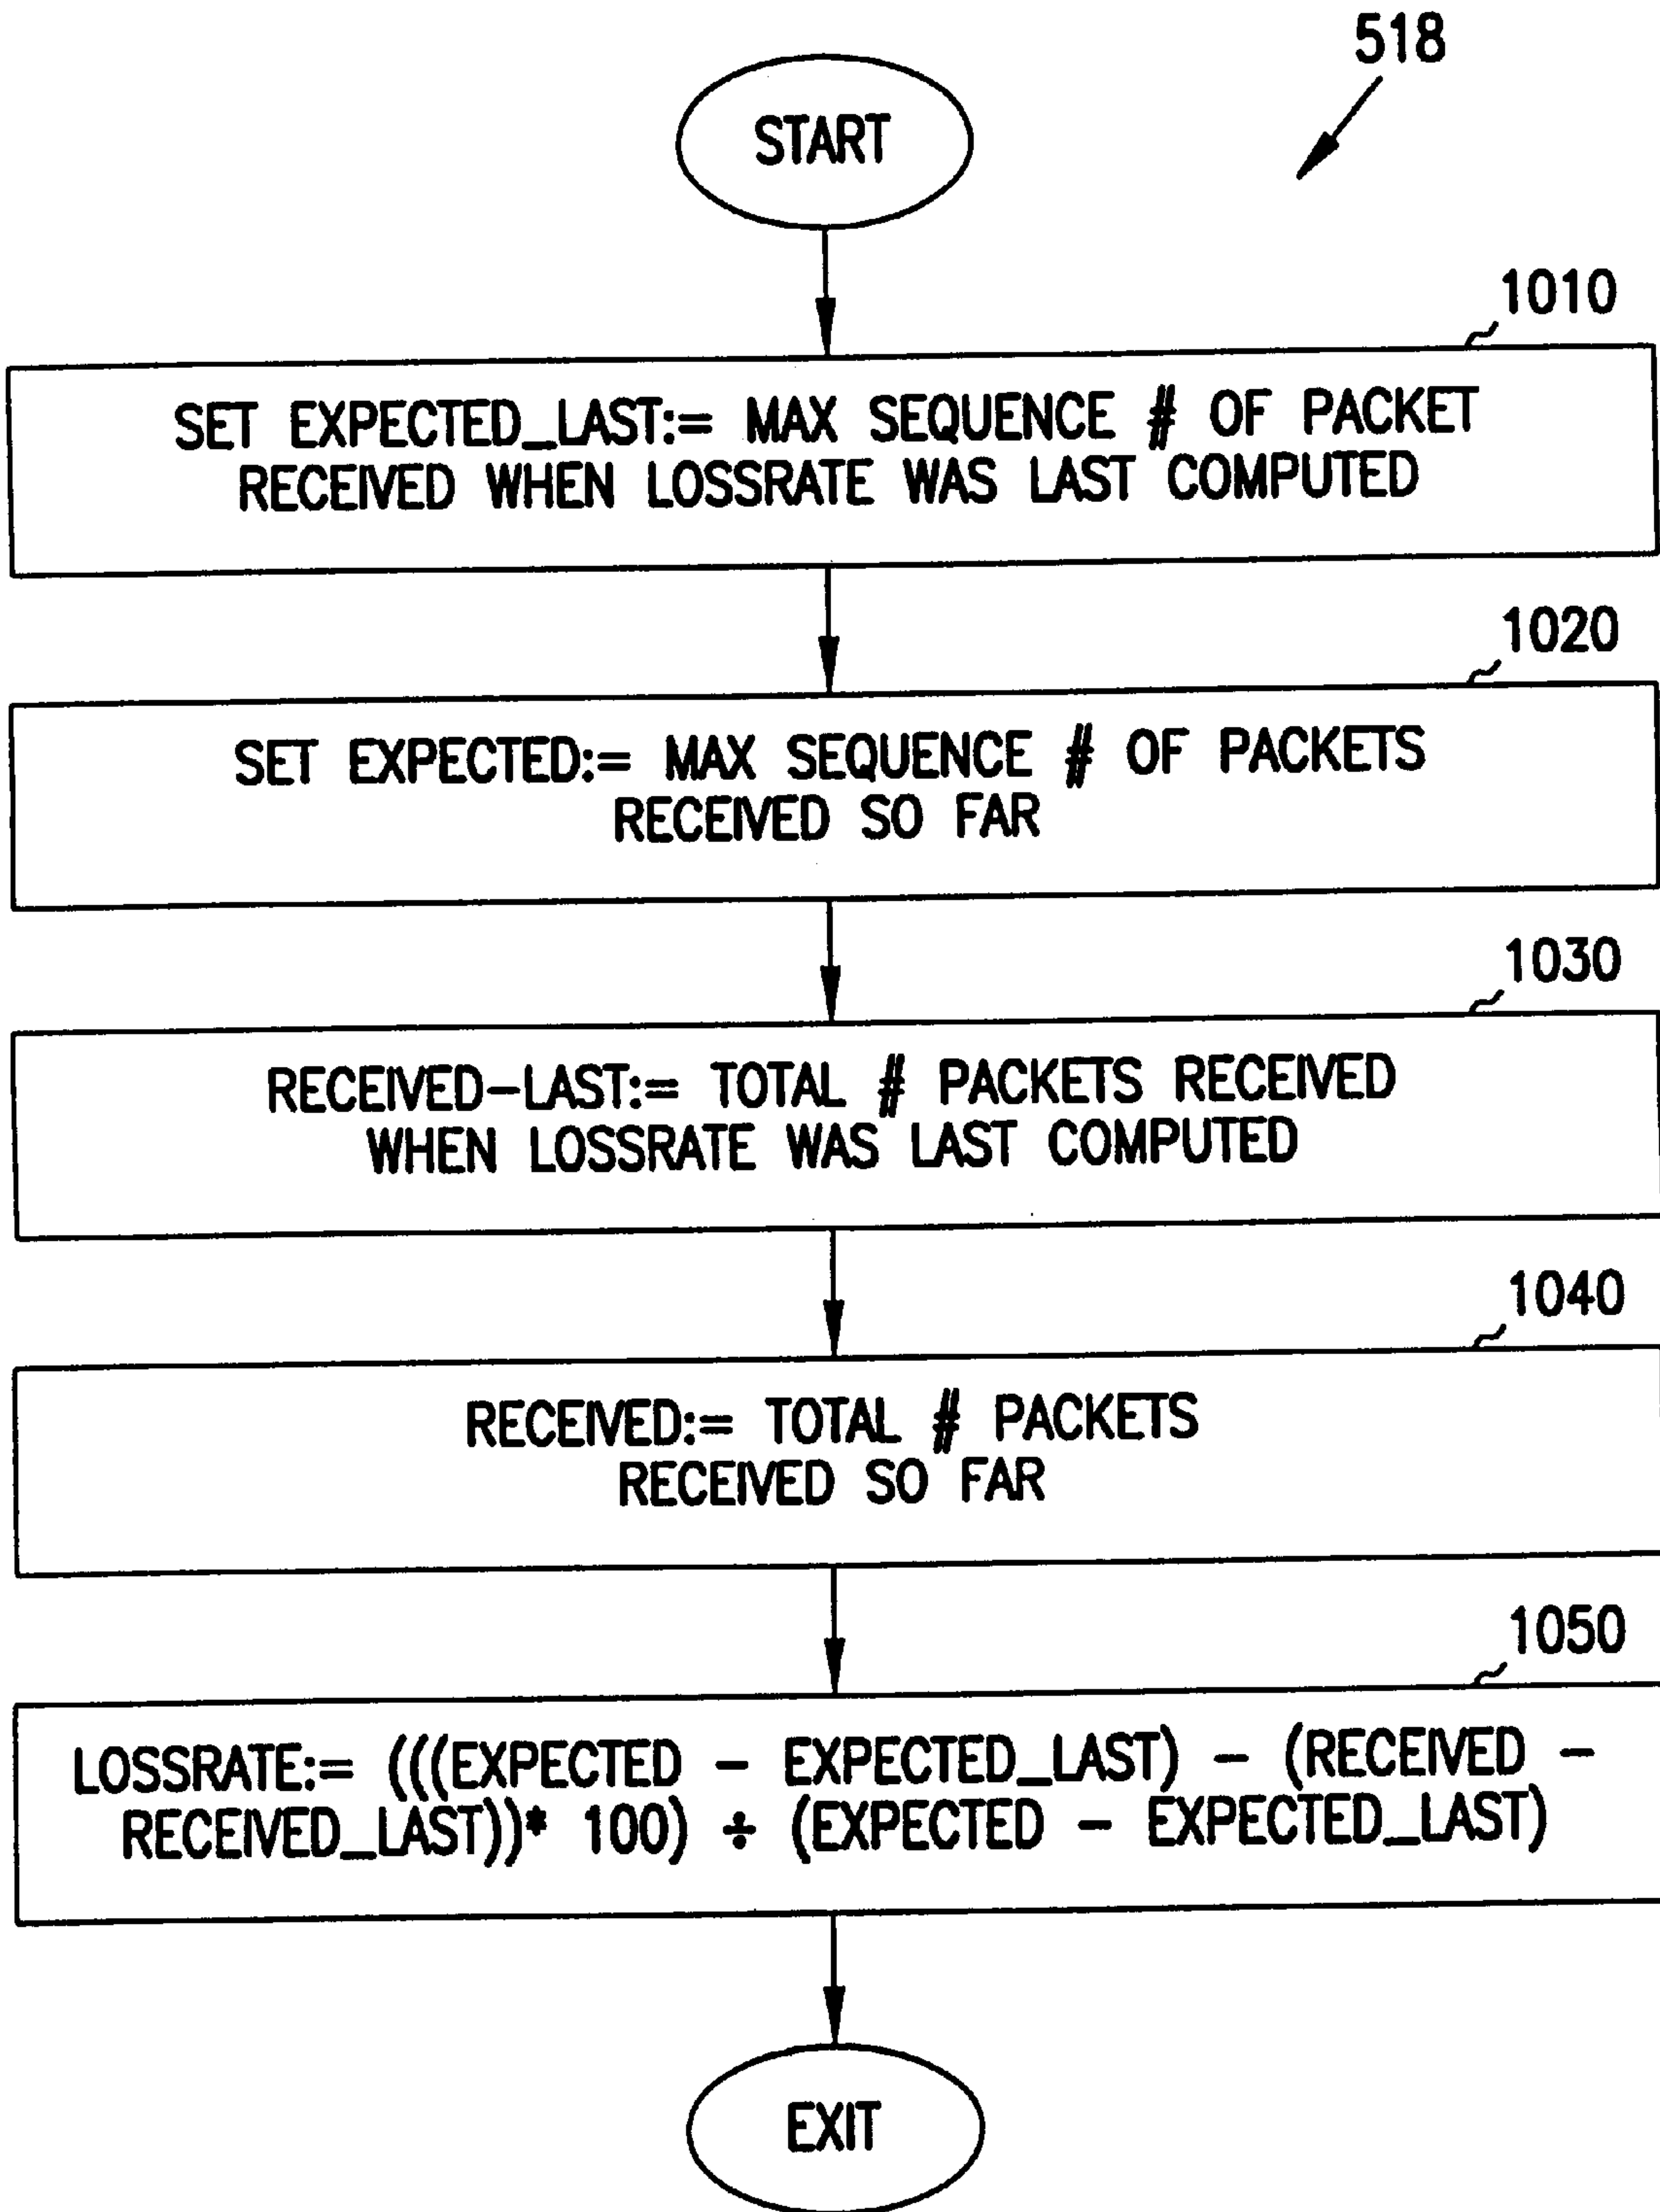 518
START
1010
SET EXPECTED_LAST:= MAX SEQUENCE # OF PACKET
RECEIVED WHEN LOSSRATE WAS LAST COMPUTED
1020
SET EXPECTED:= MAX SEQUENCE # OF PACKETS
RECEIVED SO FAR
1030
RECEIVED-LAST:= TOTAL # PACKETS RECEIVED
WHEN LOSSRATE WAS LAST COMPUTED
1040
RECEIVED:= TOTAL # PACKETS
RECEIVED SO FAR
1050
LOSSRATE:= (((EXPECTED - EXPECTED_LAST) - (RECEIVED -
RECEIVED_LAST))* 100) ÷ (EXPECTED - EXPECTED_LAST)
EXIT